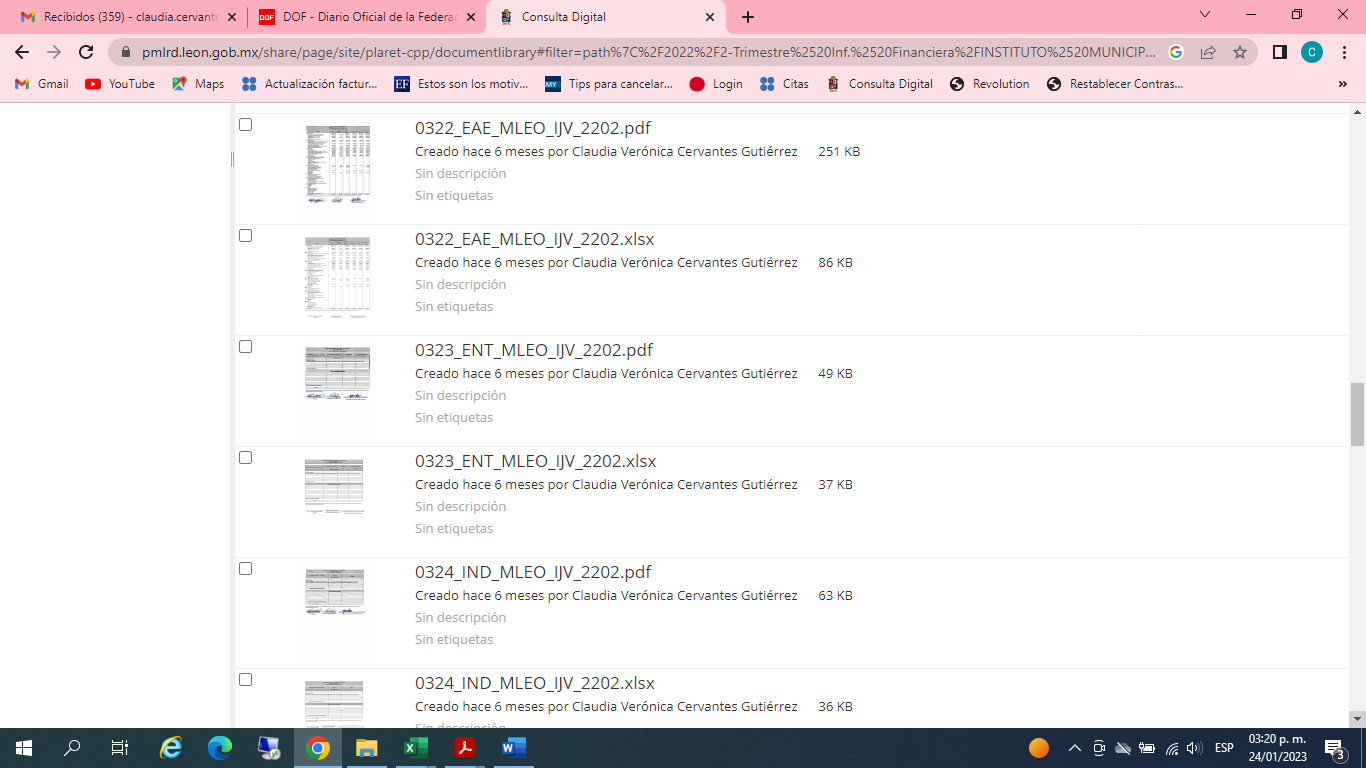 Recibidos (359) - claudia.cervante
DOF - Diario Oficial de la Federac
Consulta Digital
pmlrd.leon.gob.mx/share/page/site/plaret-cpp/documentlibrary#filter=path%7C%2F2022%2F2-Trimestre%2520Inf.%2520Financiera%2FINSTITUTO%2520MUNICIP...
C
Gmail
YouTube
Maps
Actualización factur...
EF
Estos son los motiv...
MY
Tips para cancelar...
Login
Citas
Consulta Digital
Revolution
Restablecer Contras...
»
0322_EAE_MLEO_IJV_2202.pdf
Creado hace 6 meses por Claudia Verónica Cervantes Gutiérrez 251 KB
Sin descripción
Sin etiquetas
0322_EAE_MLEO_IJV_2202.xlsx
Creado hace 6 meses por Claudia Verónica Cervantes Gutiérrez 86 KB
Sin descripción
Sin etiquetas
0323_ENT_MLEO_IJV_2202.pdf
Creado hace 6 meses por Claudia Verónica Cervantes Gutiérrez 49 KB
Sin descripción
Sin etiquetas
0323_ENT_MLEO_IJV_2202.xlsx
Creado hace 6 meses por Claudia Verónica Cervantes Gutiérrez 37 KB
Sin descripción
Sin etiquetas
0324_IND_MLEO_IJV_2202.pdf
Creado hace 6 meses por Claudia Verónica Cervantes Gutiérrez 63 KB
Sin descripción
Sin etiquetas
0324_IND_MLEO_IJV_2202.xlsx
Creado hace 6 meses por Claudia Verónica Cervantes Gutiérrez 36 KB
Sin descripción
ESP
03:20 p. m.
24/01/2023
3